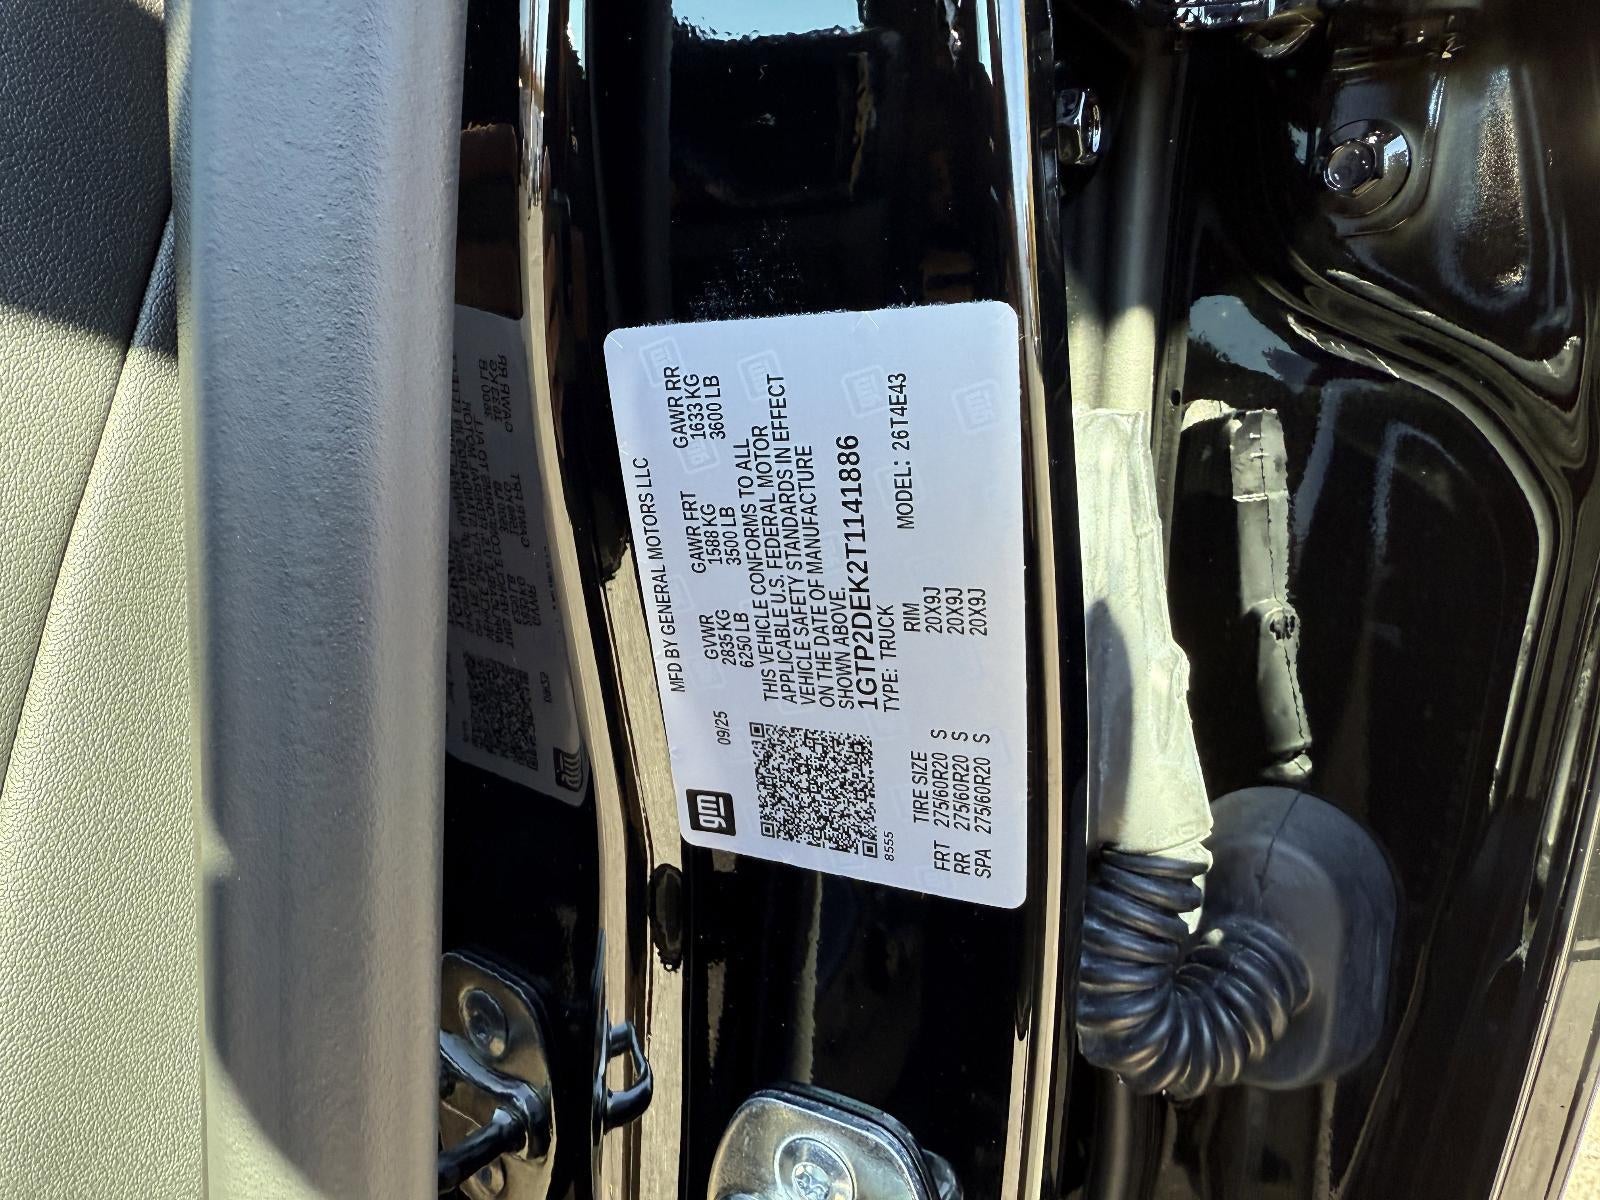 gm
09/25
MFD BY GENERAL MOTORS LLC
GVWR GAWR FRT GAWR RR
2835 KG 1588 KG 1633 KG
6250 LB 3500 LB 3600 LB
THIS VEHICLE CONFORMS TO ALL
APPLICABLE U.S. FEDERAL MOTOR
VEHICLE SAFETY STANDARDS IN EFFECT
ON THE DATE OF MANUFACTURE
SHOWN ABOVE.
1GTP2DEK2T1141886
8555
TYPE: TRUCK MODEL: 26T4E43
TIRE SIZE RIM
FRT 275/60R20 S 20X9J
RR 275/60R20 S 20X9J
SPA 275/60R20 S 20X9J